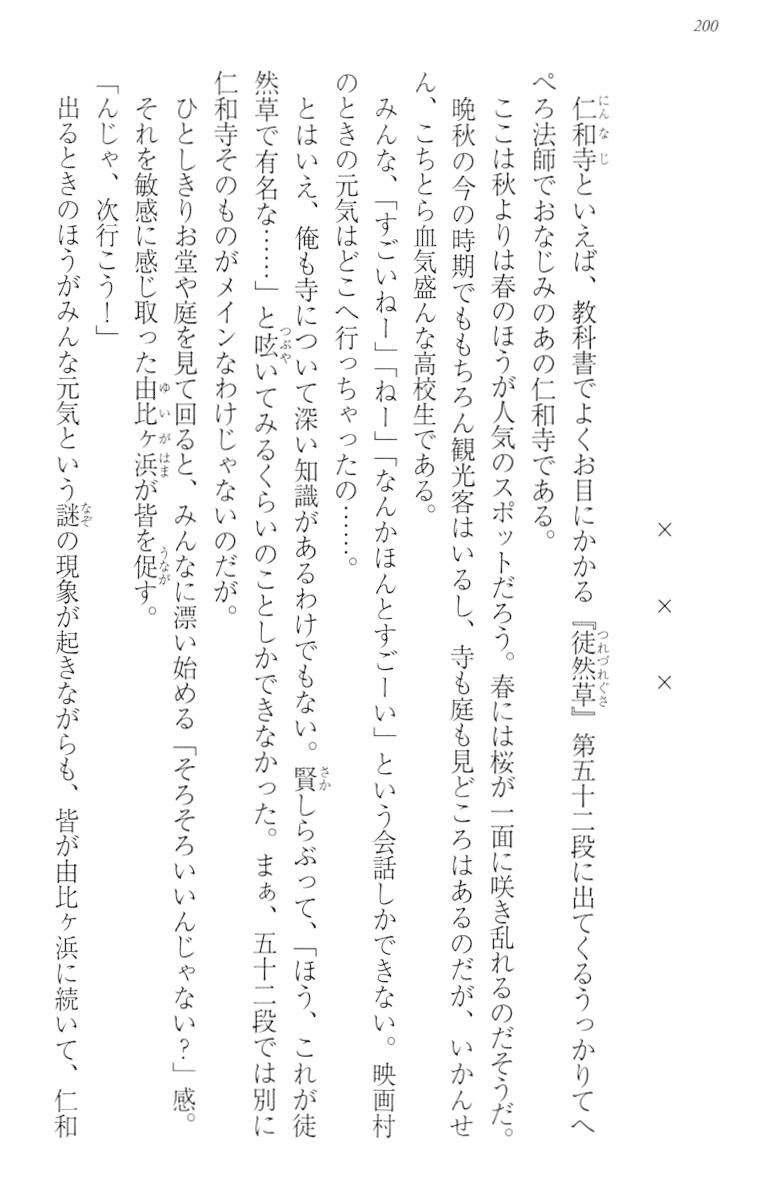 200
× × ×
仁和寺といえば、教科書でよくお目にかかる『徒然草』第五十二段に出てくるうっかりてへ
ぺろ法師でおなじみのあの仁和寺である。
ここは秋よりは春のほうが人気のスポットだろう。春には桜が一面に咲き乱れるのだそうだ。
晩秋の今の時期でももちろん観光客はいるし、寺も庭も見どころはあるのだが、いかんせ
ん、こちとら血気盛んな高校生である。
みんな、「すごいねー」「ねー」「なんかほんとすごーい」という会話しかできない。映画村
のときの元気はどこへ行っちゃったの……。
とはいえ、俺も寺について深い知識があるわけでもない。賢しらぶって、「ほう、これが徒
然草で有名な……」と呟いてみるくらいのことしかできなかった。まぁ、五十二段では別に
仁和寺そのものがメインなわけじゃないのだが。
ひとしきりお堂や庭を見て回ると、みんなに漂い始める「そろそろいいんじゃない？」感。
それを敏感に感じ取った由比ヶ浜が皆を促す。
「んじゃ、次行こう！」
出るときのほうがみんな元気という謎の現象が起きながらも、皆が由比ヶ浜に続いて、仁和